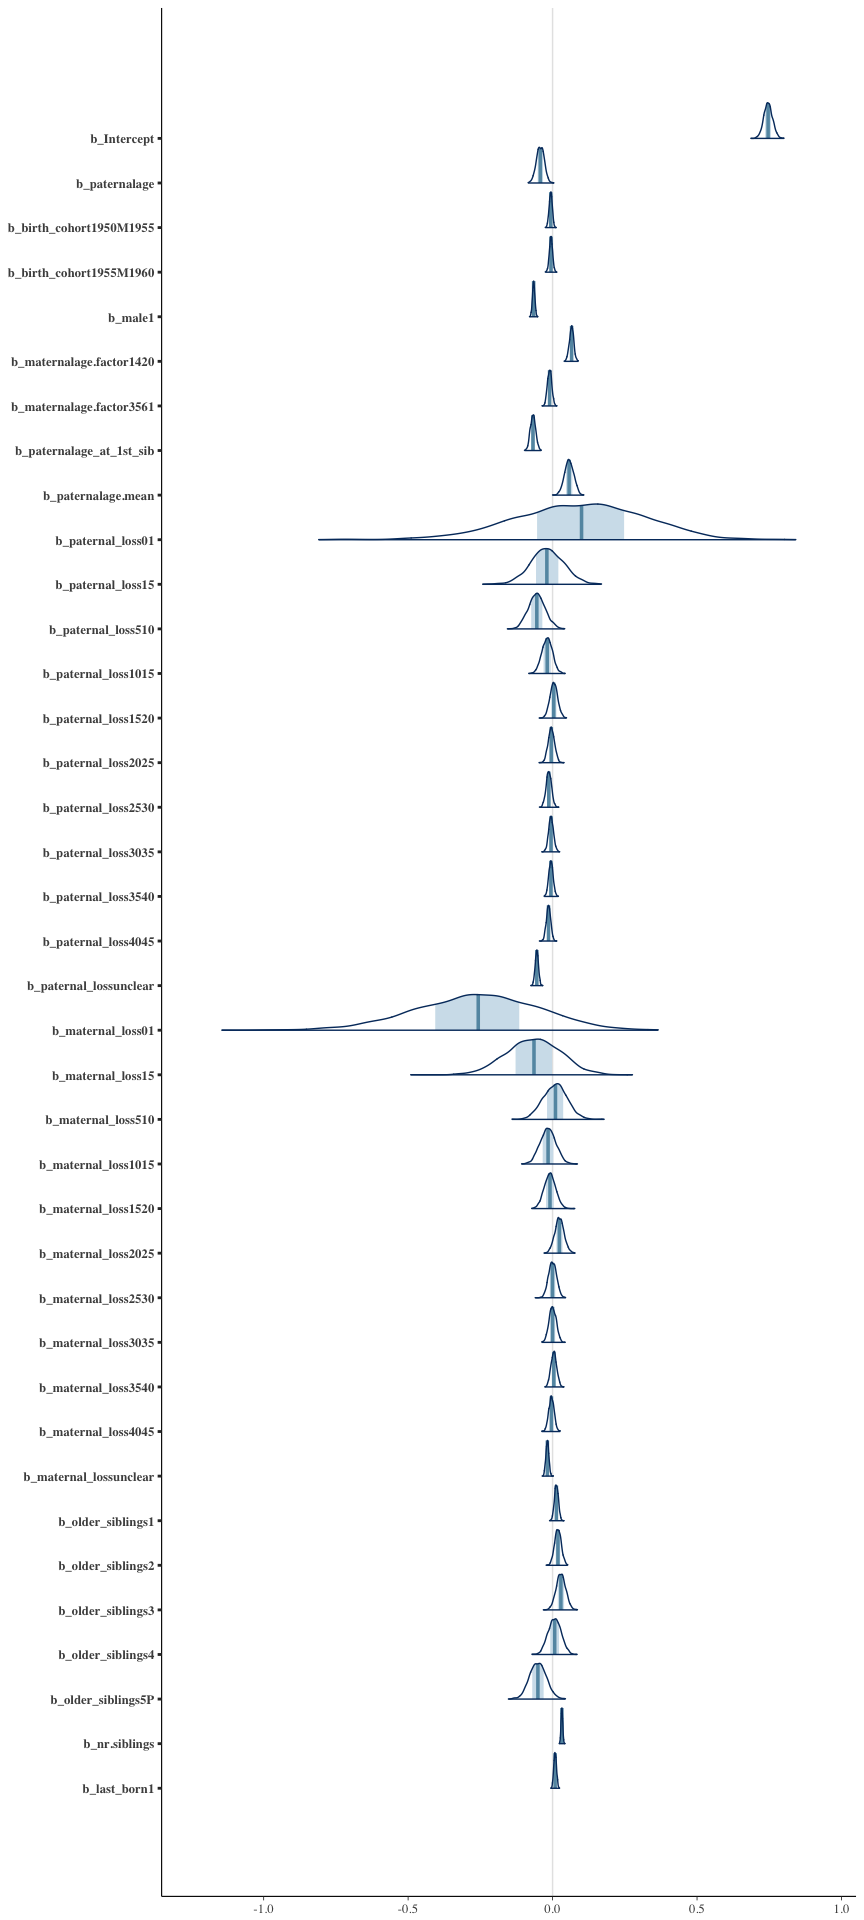 b_Intercept
b_paternalage
b_birth_cohort1950M1955
b_birth_cohort1955M1960
b_male1
b_maternalage.factor1420
b_maternalage.factor3561
b_paternalage_at_1st_sib
b_paternalage.mean
b_paternal_loss01
b_paternal_loss15
b_paternal_loss510
b_paternal_loss1015
b_paternal_loss1520
b_paternal_loss2025
b_paternal_loss2530
b_paternal_loss3035
b_paternal_loss3540
b_paternal_loss4045
b_paternal_lossunclear
b_maternal_loss01
b_maternal_loss15
b_maternal_loss510
b_maternal_loss1015
b_maternal_loss1520
b_maternal_loss2025
b_maternal_loss2530
b_maternal_loss3035
b_maternal_loss3540
b_maternal_loss4045
b_maternal_lossunclear
b_older_siblings1
b_older_siblings2
b_older_siblings3
b_older_siblings4
b_older_siblings5P
b_nr.siblings
b_last_born1
-1.0 -0.5 0.0 0.5 1.0